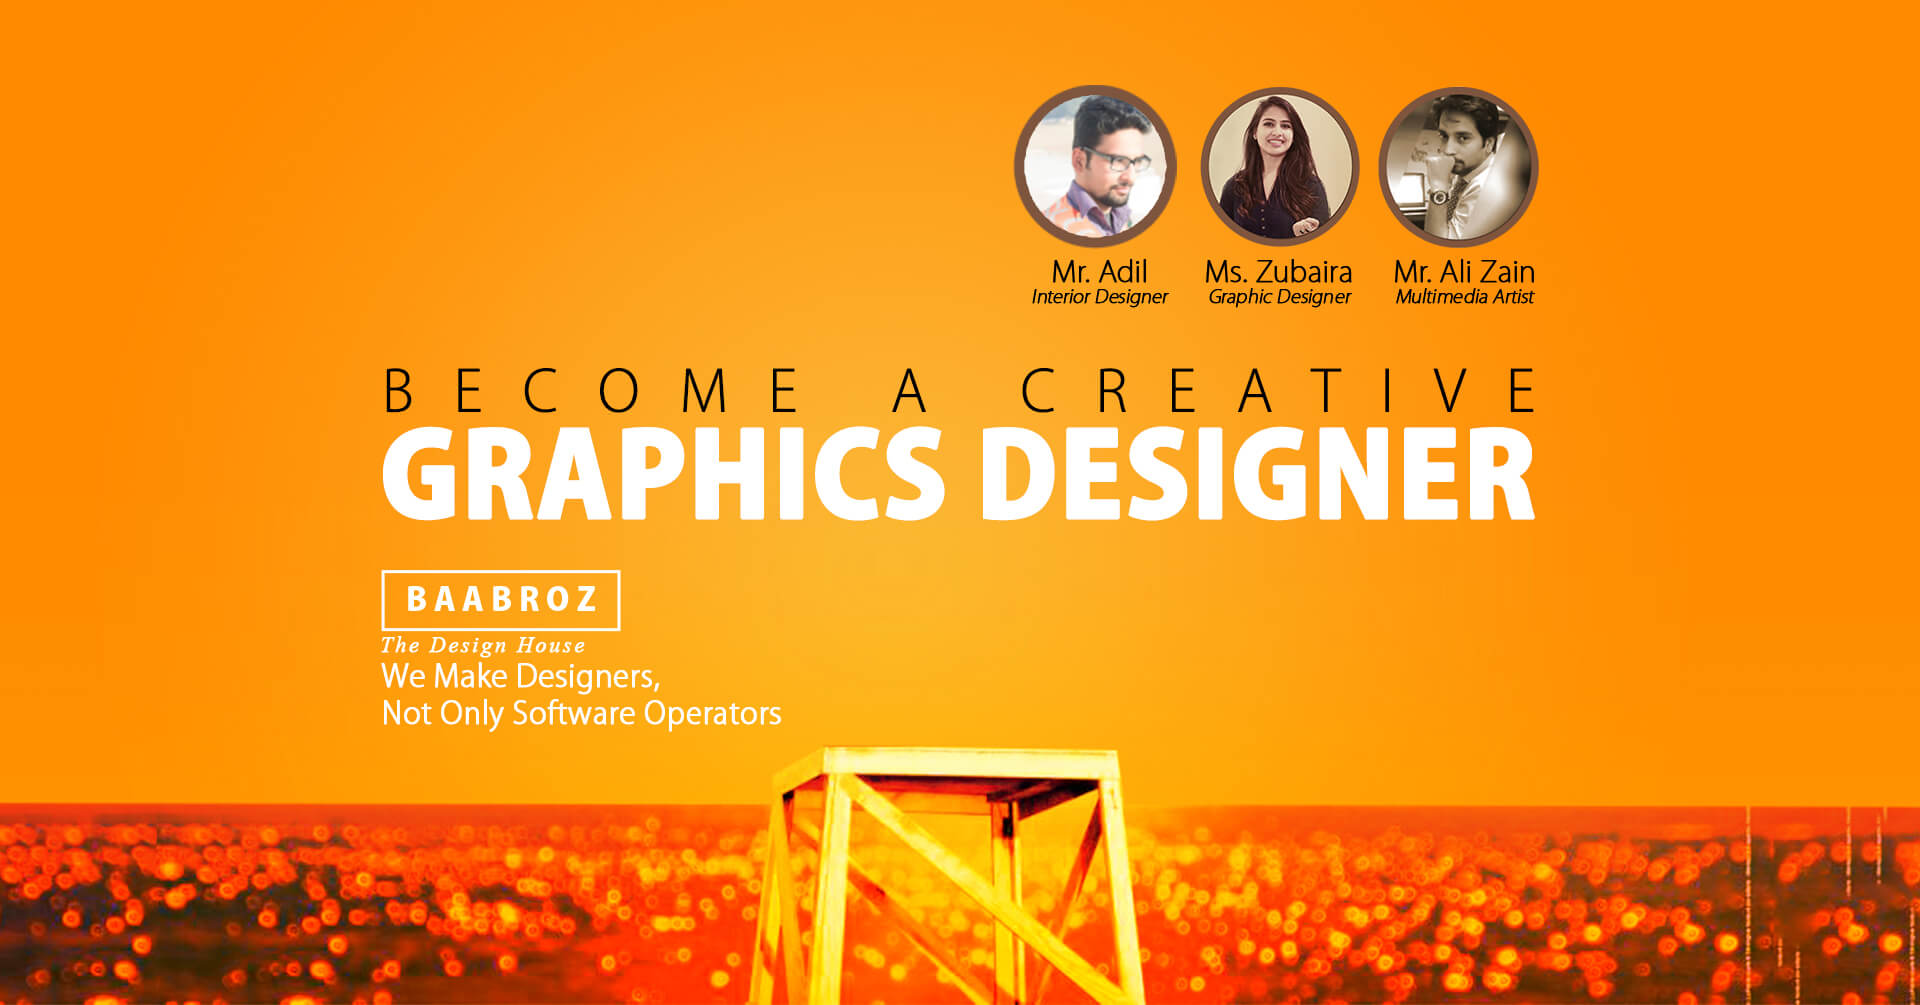 Mr. Adil
Interior Designer
Ms. Zubaira
Graphic Designer
Mr. Ali Zain
Multimedia Artist
BECOME A CREATIVE
GRAPHICS DESIGNER
BAABROZ
The Design House
We Make Designers,
Not Only Software Operators